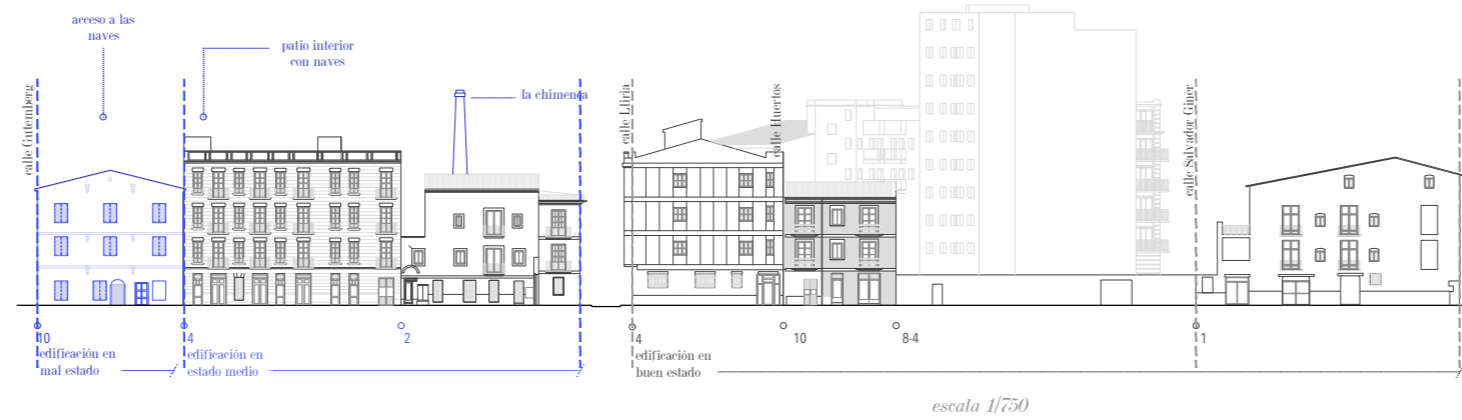 acceso a las
naves
patio interior
con naves
la chimenea
calle Gutemberg
calle Lliria
calle Huertos
calle Salvador Giner
10
4
2
4
10
8-4
1
edificación en
mal estado
edificación en
estado medio
edificación en
buen estado
escala 1/750